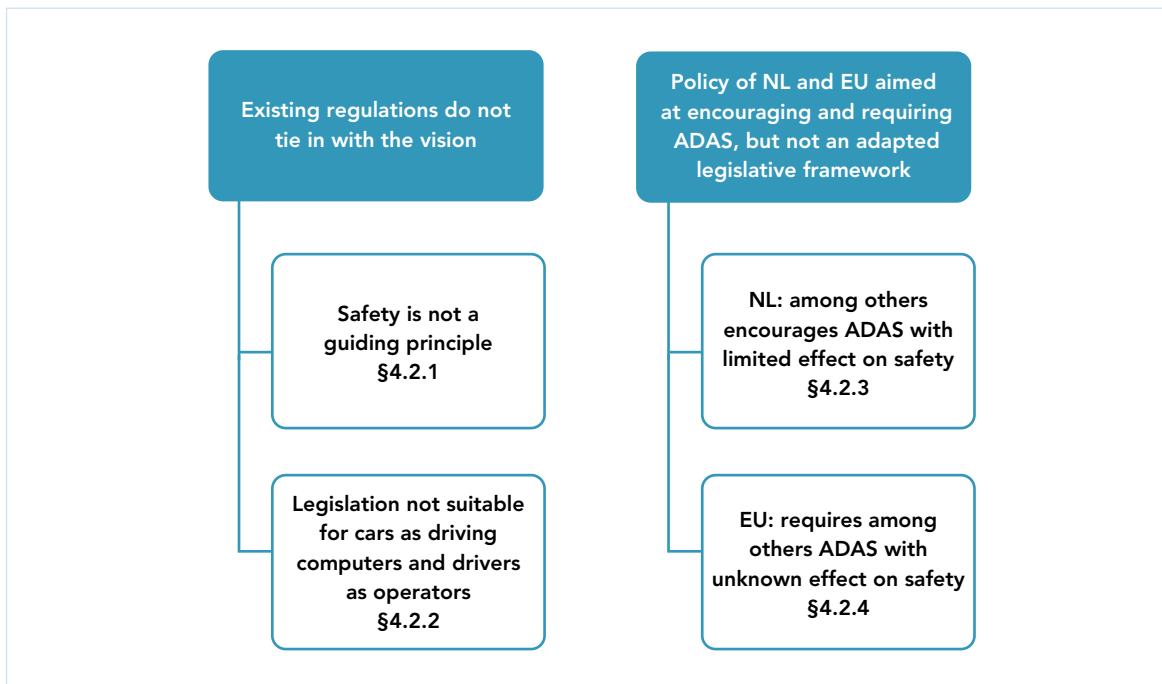 Existing regulations do not
tie in with the vision
Safety is not a
guiding principle
§4.2.1
Legislation not suitable
for cars as driving
computers and drivers
as operators
§4.2.2
Policy of NL and EU aimed
at encouraging and requiring
ADAS, but not an adapted
legislative framework
NL: among others
encourages ADAS with
limited effect on safety
§4.2.3
EU: requires among
others ADAS with
unknown effect on safety
§4.2.4